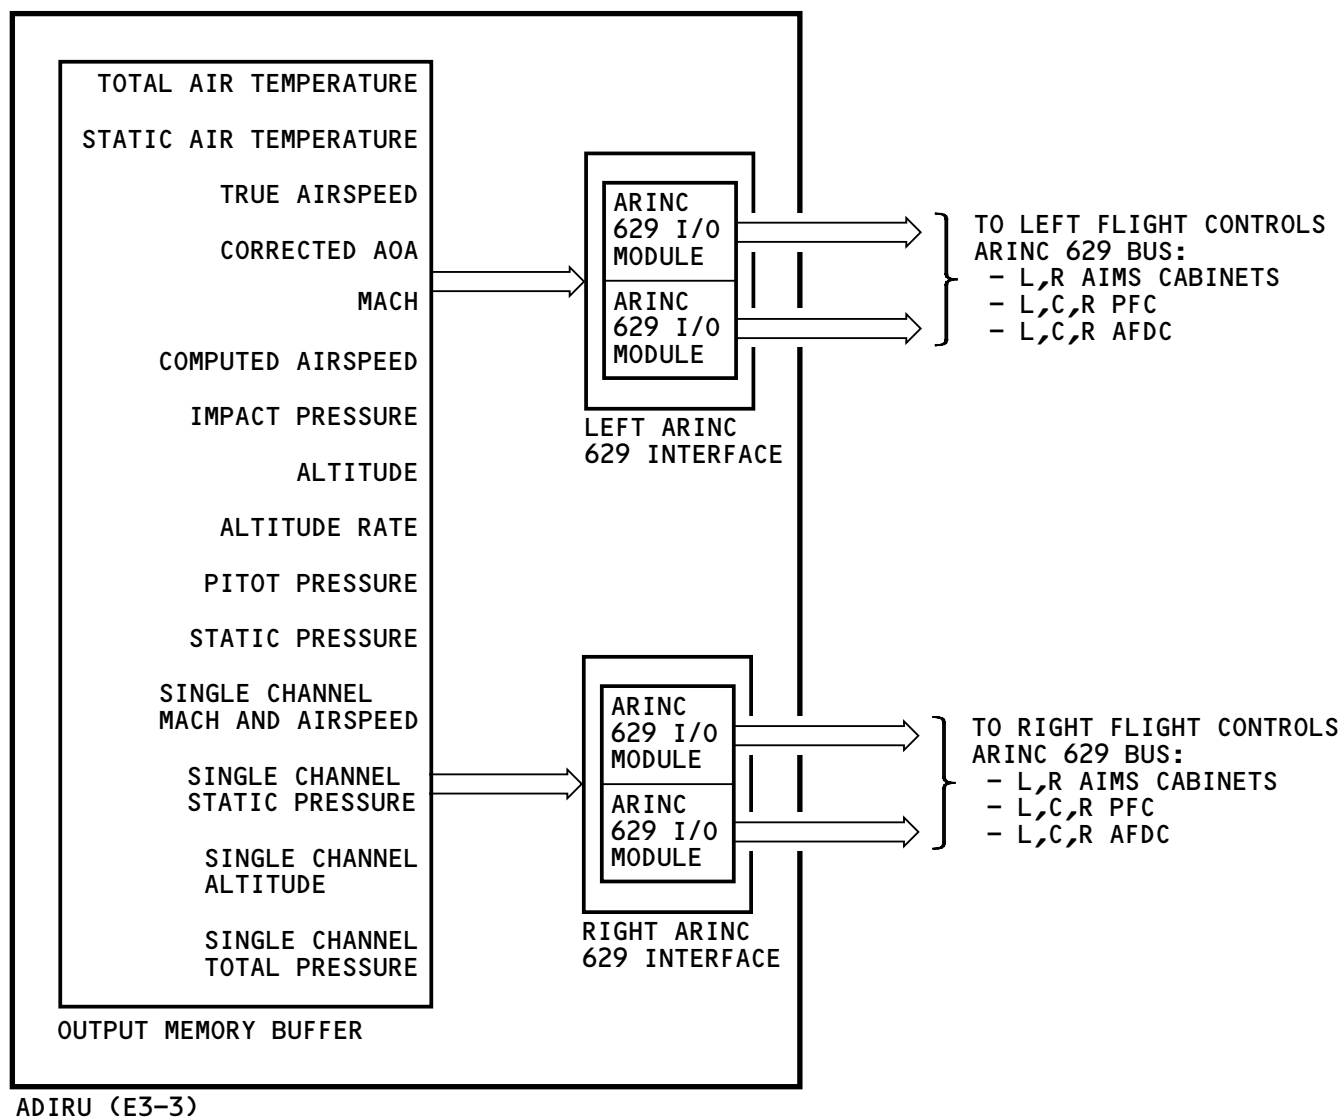 TOTAL AIR TEMPERATURE
STATIC AIR TEMPERATURE
TRUE AIRSPEED
CORRECTED AOA
MACH
COMPUTED AIRSPEED
IMPACT PRESSURE
ALTITUDE
ALTITUDE RATE
PITOT PRESSURE
STATIC PRESSURE
SINGLE CHANNEL
MACH AND AIRSPEED
SINGLE CHANNEL
STATIC PRESSURE
SINGLE CHANNEL
ALTITUDE
SINGLE CHANNEL
TOTAL PRESSURE
OUTPUT MEMORY BUFFER
ARINC
629 I/O
MODULE
ARINC
629 I/O
MODULE
LEFT ARINC
629 INTERFACE
TO LEFT FLIGHT CONTROLS
ARINC 629 BUS:
- L,R AIMS CABINETS
- L,C,R PFC
- L,C,R AFDC
ARINC
629 I/O
MODULE
ARINC
629 I/O
MODULE
RIGHT ARINC
629 INTERFACE
TO RIGHT FLIGHT CONTROLS
ARINC 629 BUS:
- L,R AIMS CABINETS
- L,C,R PFC
- L,C,R AFDC
ADIRU (E3-3)